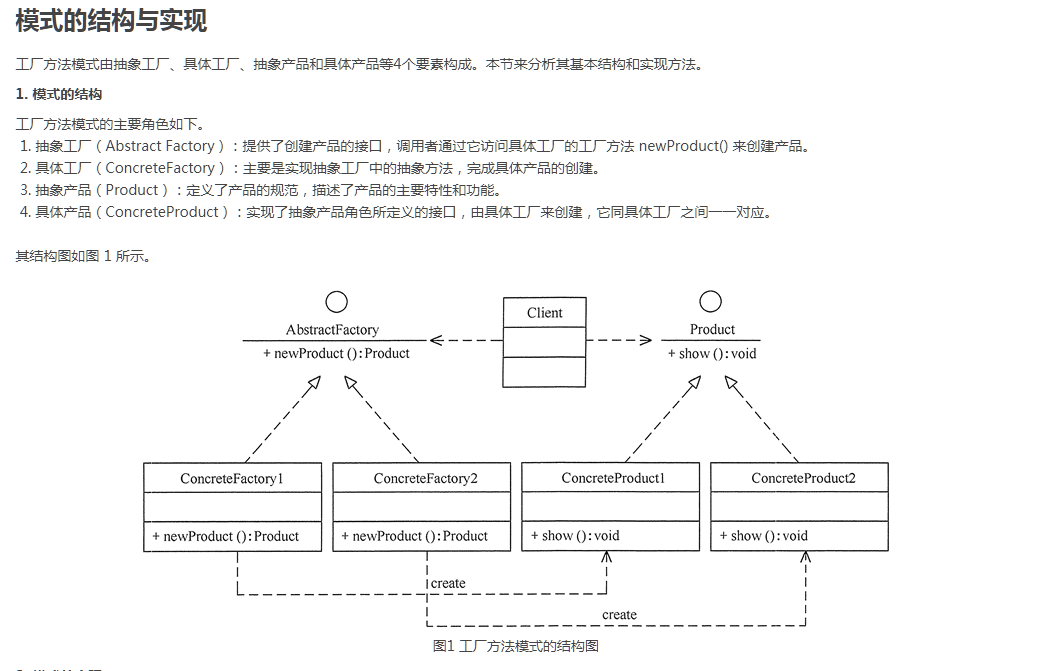 模式的结构与实现
工厂方法模式由抽象工厂、具体工厂、抽象产品和具体产品等4个要素构成。本节来分析其基本结构和实现方法。
1. 模式的结构
工厂方法模式的主要角色如下。
1. 抽象工厂（Abstract Factory）：提供了创建产品的接口，调用者通过它访问具体工厂的工厂方法 newProduct() 来创建产品。
2. 具体工厂（ConcreteFactory）：主要是实现抽象工厂中的抽象方法，完成具体产品的创建。
3. 抽象产品（Product）：定义了产品的规范，描述了产品的主要特性和功能。
4. 具体产品（ConcreteProduct）：实现了抽象产品角色所定义的接口，由具体工厂来创建，它同具体工厂之间一一对应。
其结构图如图 1 所示。
Client
AbstractFactory
Product
+ newProduct ():Product
+ show ():void
ConcreteFactory1
ConcreteFactory2
ConcreteProduct1
ConcreteProduct2
+ newProduct ():Product
+ newProduct ():Product
+ show ():void
+ show ():void
create
create
图1 工厂方法模式的结构图